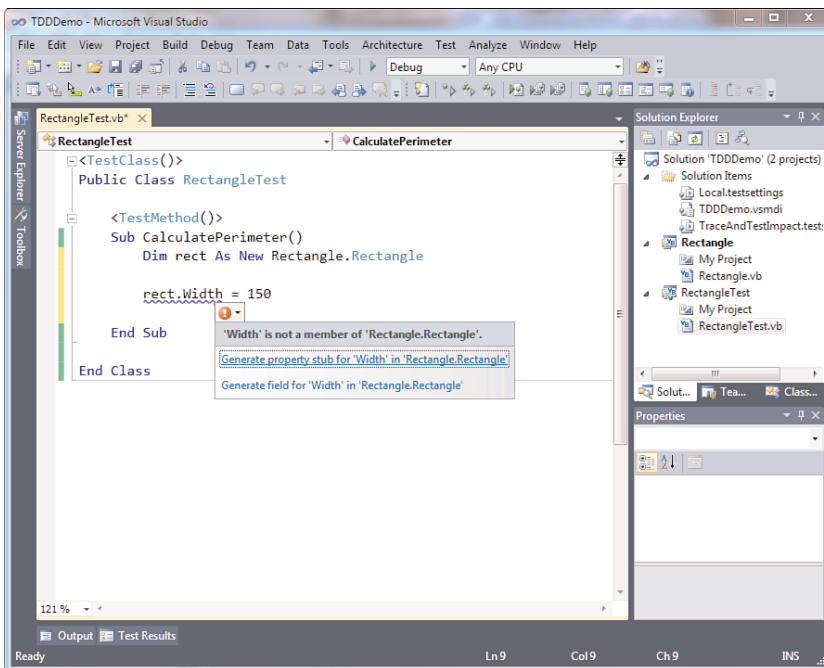 TDDDemo - Microsoft Visual Studio
File Edit View Project Build Debug Team Data Tools Architecture Test Analyze Window Help
Debug Any CPU
Server Explorer
Toolbox
RectangleTest.vb*
RectangleTest CalculatePerimeter
<TestClass()>
Public Class RectangleTest
<TestMethod()>
Sub CalculatePerimeter()
Dim rect As New Rectangle.Rectangle
rect.Width = 150
'Width' is not a member of 'Rectangle.Rectangle'.
Generate property stub for 'Width' in 'Rectangle.Rectangle'
Generate field for 'Width' in 'Rectangle.Rectangle'
End Sub
End Class
121 %
Solution Explorer
Solution 'TDDDemo' (2 projects)
Solution Items
Local.testsettings
TDDDemo.vsmdi
TraceAndTestImpact.tests
Rectangle
My Project
Rectangle.vb
RectangleTest
My Project
RectangleTest.vb
Solut... Tea... Class...
Properties
Output Test Results
Ready Ln 9 Col 9 Ch 9 INS